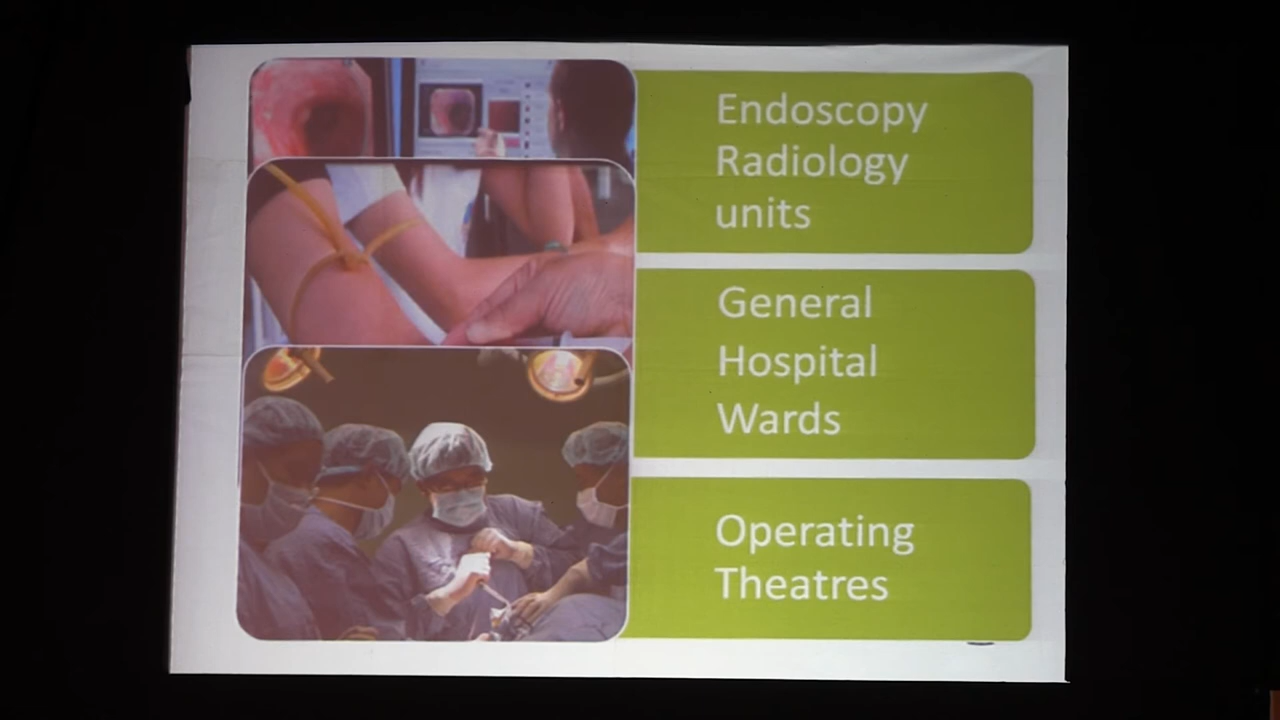 Endoscopy
Radiology
units
General
Hospital
Wards
Operating
Theatres